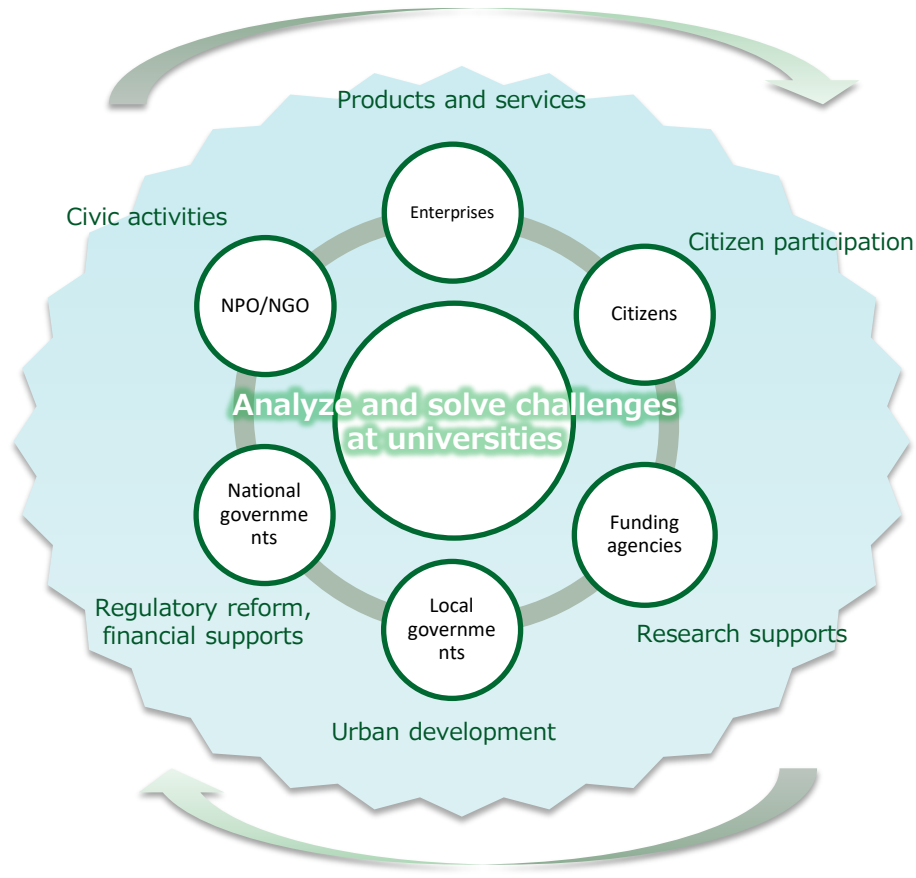 Products and services
Enterprises
Civic activities
Citizen participation
NPO/NGO
Citizens
Analyze and solve challenges
at universities
National
governme
nts
Funding
agencies
Local
governme
nts
Regulatory reform,
financial supports
Research supports
Urban development